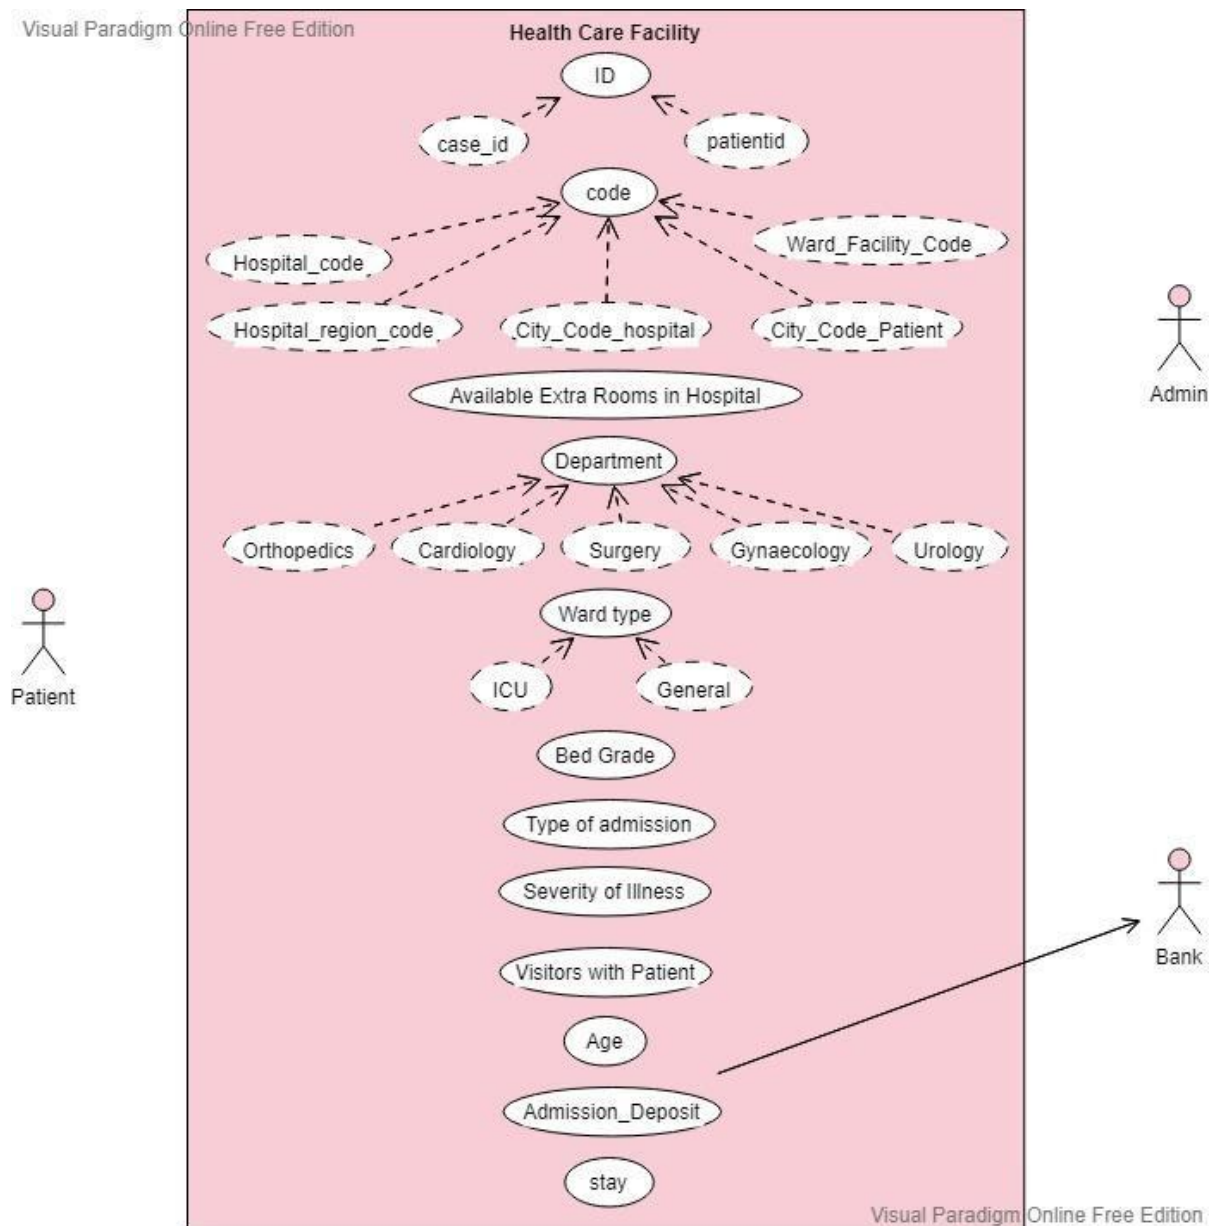 Visual Paradigm Online Free Edition
Health Care Facility
ID
case_id
patientid
code
Hospital_code
Ward_Facility_Code
Hospital_region_code
City_Code_hospital
City_Code_Patient
Admin
Available Extra Rooms in Hospital
Department
Orthopedics
Cardiology
Surgery
Gynaecology
Urology
Ward type
ICU
General
Patient
Bed Grade
Type of admission
Severity of Illness
Visitors with Patient
Bank
Age
Admission_Deposit
stay
Visual Paradigm Online Free Edition